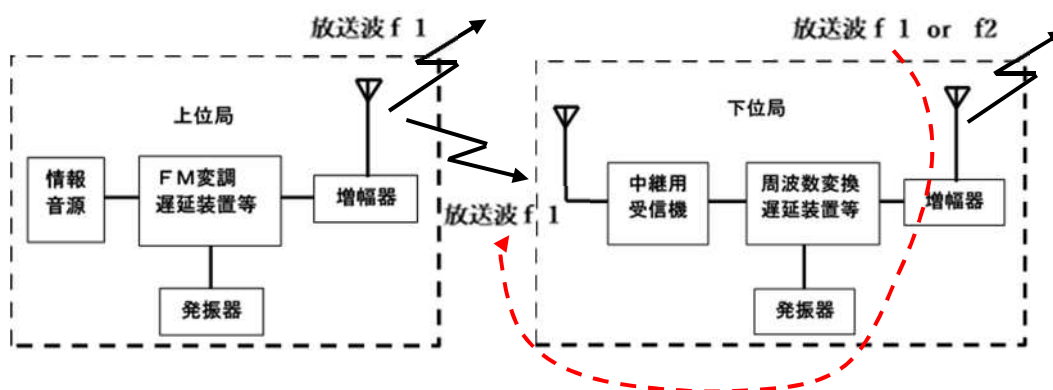 放送波ｆ１
放送波ｆ１ or f2
上位局
下位局
情報
音源
ＦＭ変調
遅延装置等
増幅器
放送波ｆ１
中継用
受信機
周波数変換
遅延装置等
増幅器
発振器
発振器